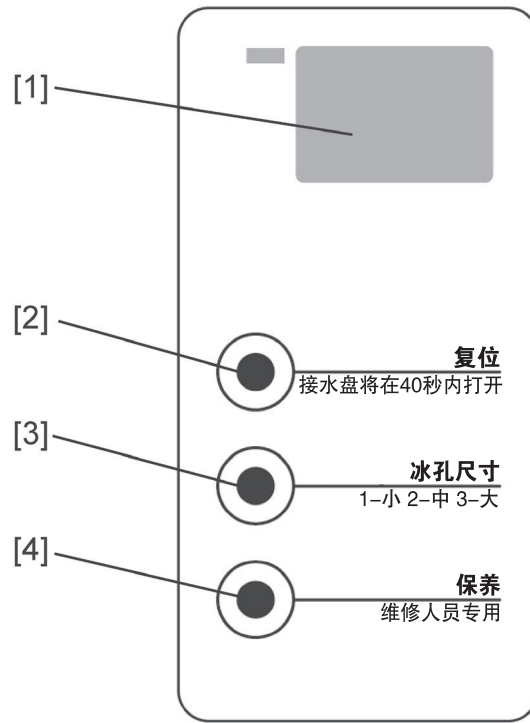 [1]
[2]
复位
接水盘将在40秒内打开
[3]
冰孔尺寸
1–小 2–中 3–大
[4]
保养
维修人员专用